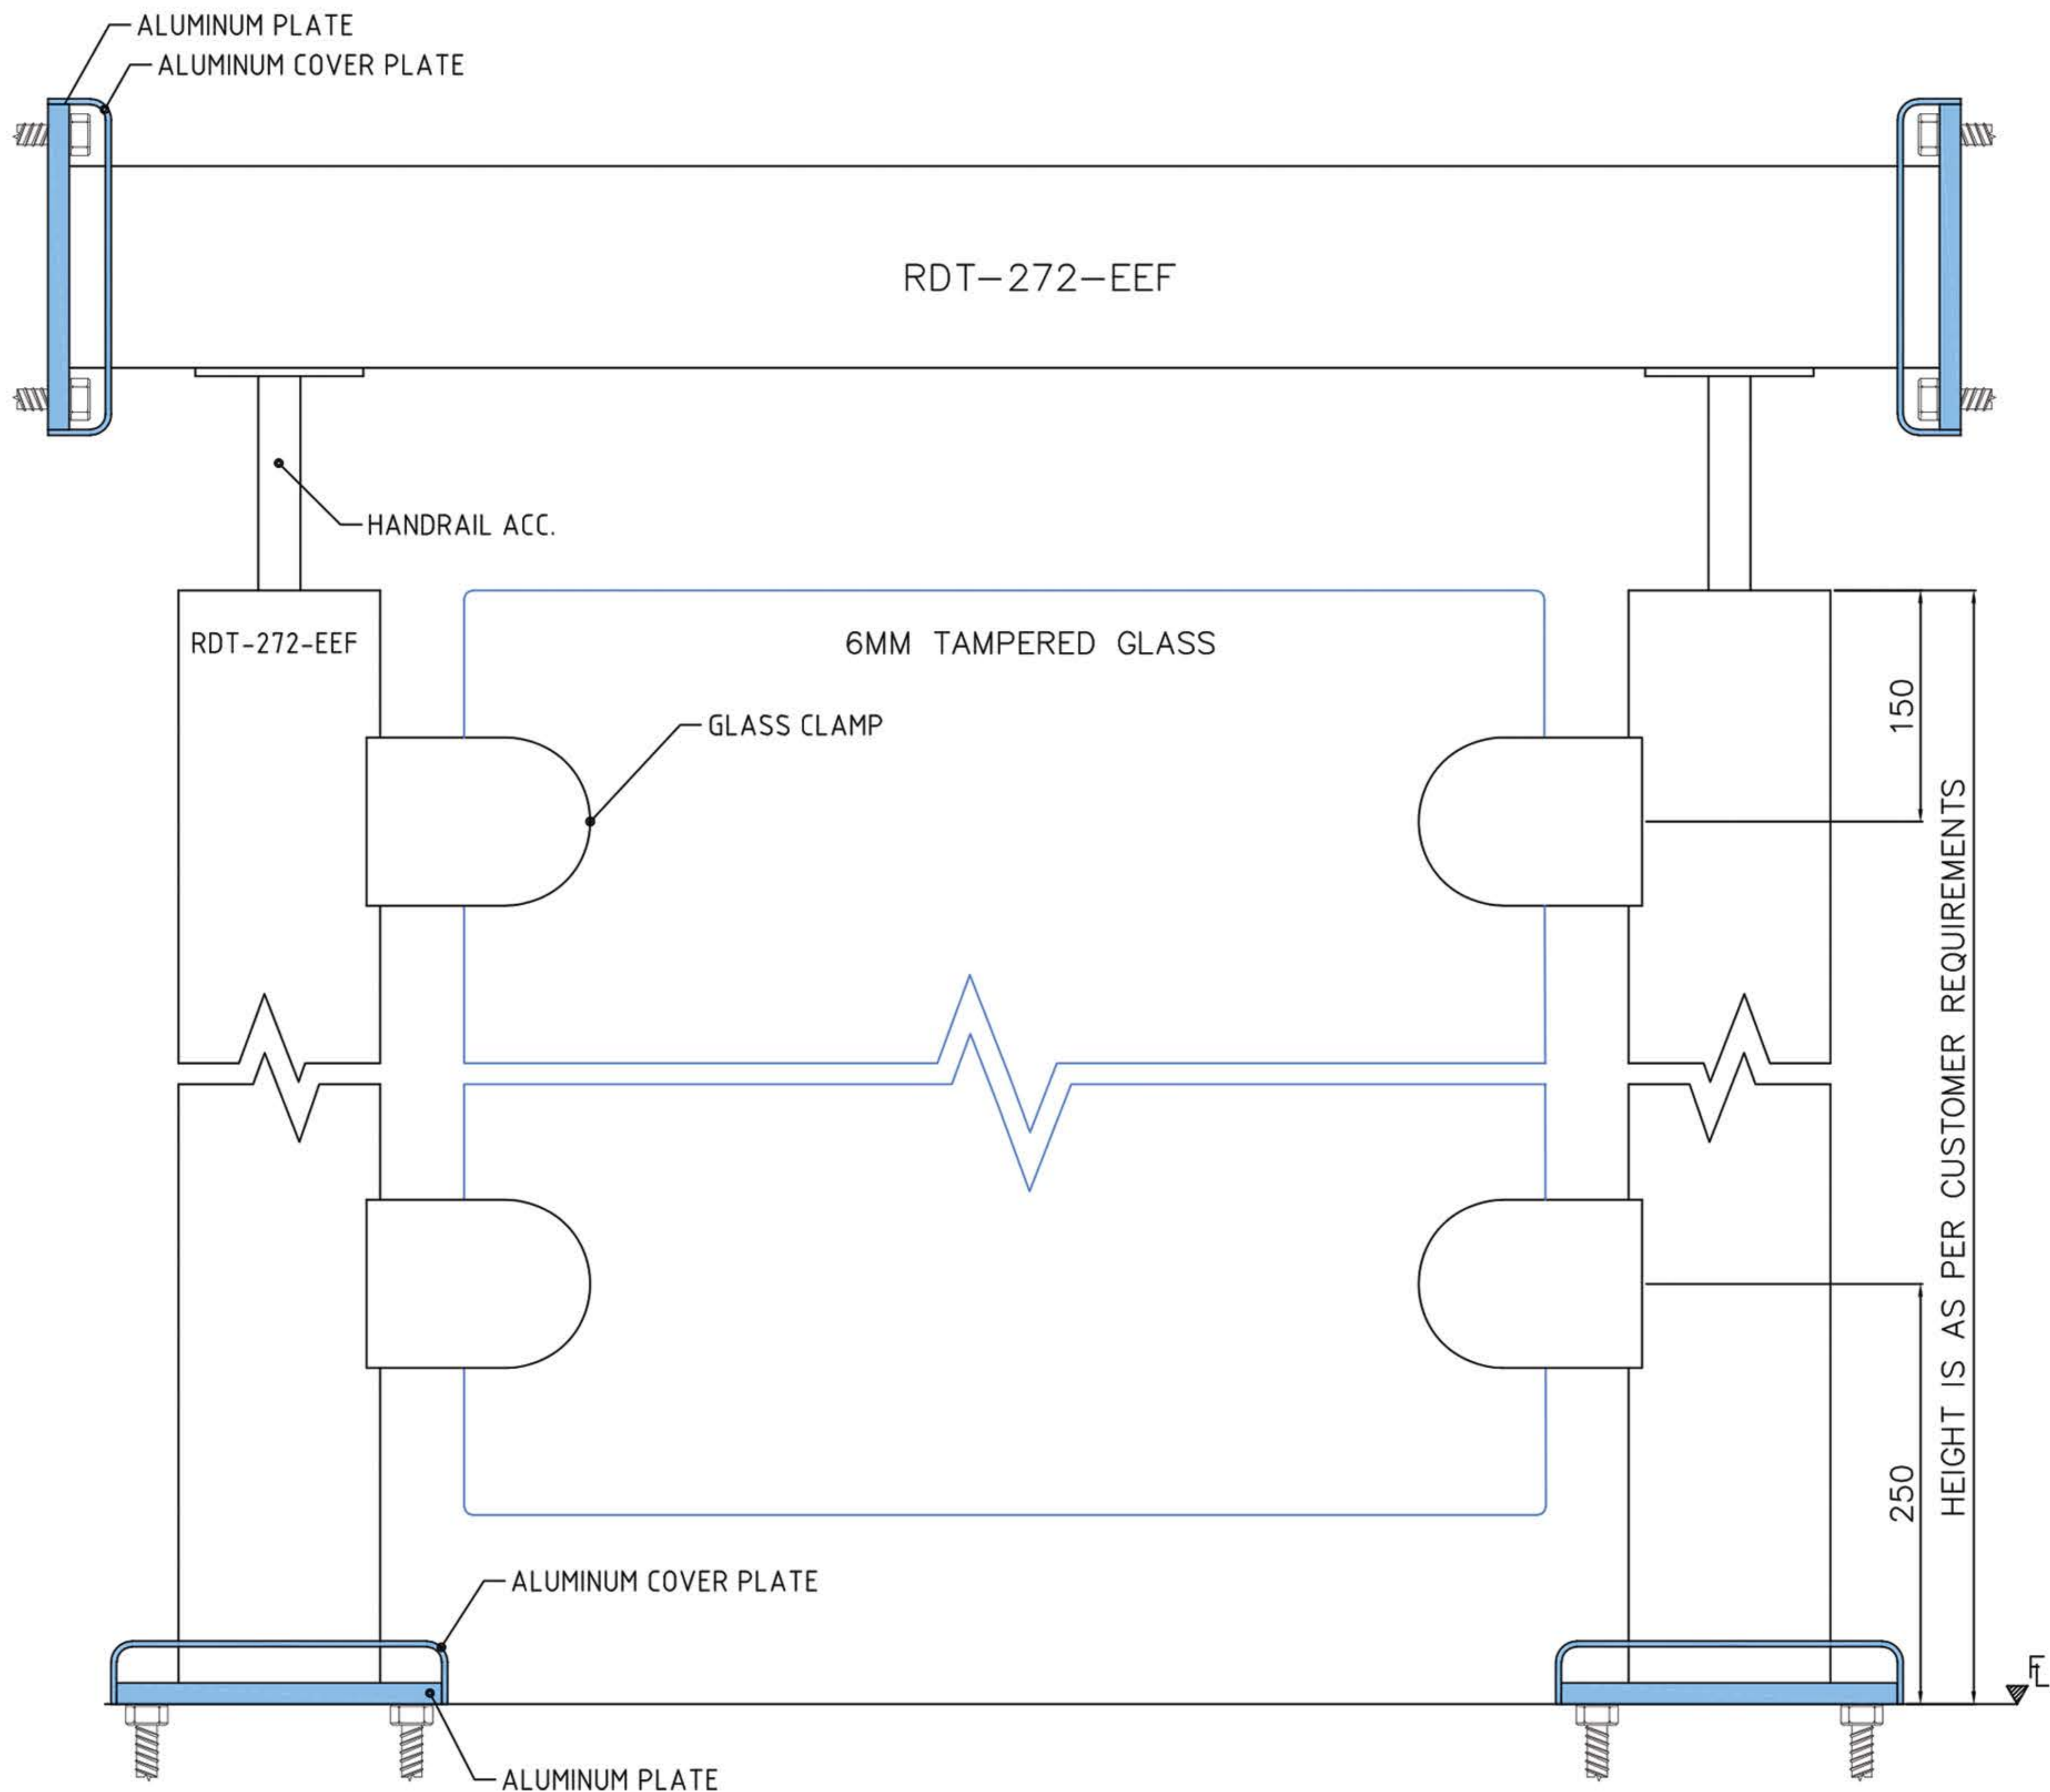 ALUMINUM PLATE
ALUMINUM COVER PLATE
RDT-272-EEF
HANDRAIL ACC.
RDT-272-EEF
6MM TAMPERED GLASS
GLASS CLAMP
150
HEIGHT IS AS PER CUSTOMER REQUIREMENTS
250
ALUMINUM COVER PLATE
FL
ALUMINUM PLATE